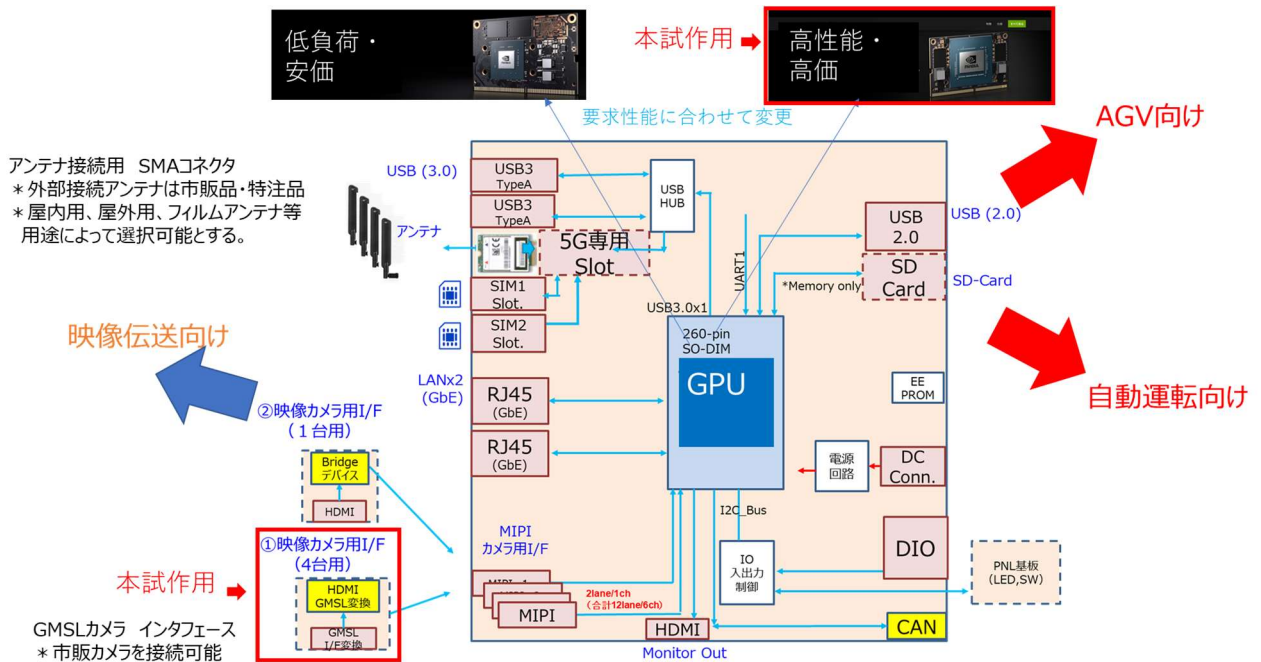 低負荷・
安価
本試作用
高性能・
高価
要求性能に合わせて変更
AGV向け
アンテナ接続用 SMAコネクタ
＊外部接続アンテナは市販品・特注品
＊屋内用、屋外用、フィルムアンテナ等
用途によって選択可能とする。
USB (3.0)
USB3
TypeA
USB3
TypeA
USB
HUB
アンテナ
5G専用
Slot
UART1
USB
2.0
USB (2.0)
*Memory only
SD
Card
SD-Card
SIM1
Slot.
SIM2
Slot.
USB3.0x1
260-pin
SO-DIM
GPU
映像伝送向け
LANx2
(GbE)
RJ45
(GbE)
RJ45
(GbE)
EE
PROM
自動運転向け
②映像カメラ用I/F
(１台用)
Bridge
デバイス
HDMI
電源
回路
DC
Conn.
I2C_Bus
①映像カメラ用I/F
(4台用)
HDMI
GMSL変換
GMSL
I/F変換
本試作用
MIPI
カメラ用I/F
MIPI
2lane/1ch
(合計12lane/6ch)
IO
入出力
制御
DIO
PNL基板
(LED,SW)
HDMI
CAN
Monitor Out
GMSLカメラ インタフェース
＊市販カメラを接続可能